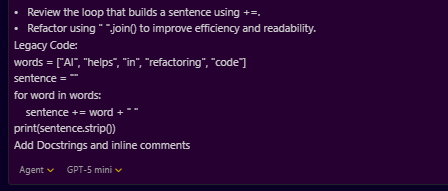 • Review the loop that builds a sentence using +=.
• Refactor using " ".join() to improve efficiency and readability.
Legacy Code:
words = ["AI", "helps", "in", "refactoring", "code"]
sentence = ""
for word in words:
    sentence += word + " "
print(sentence.strip())
Add Docstrings and inline comments
Agent GPT-5 mini